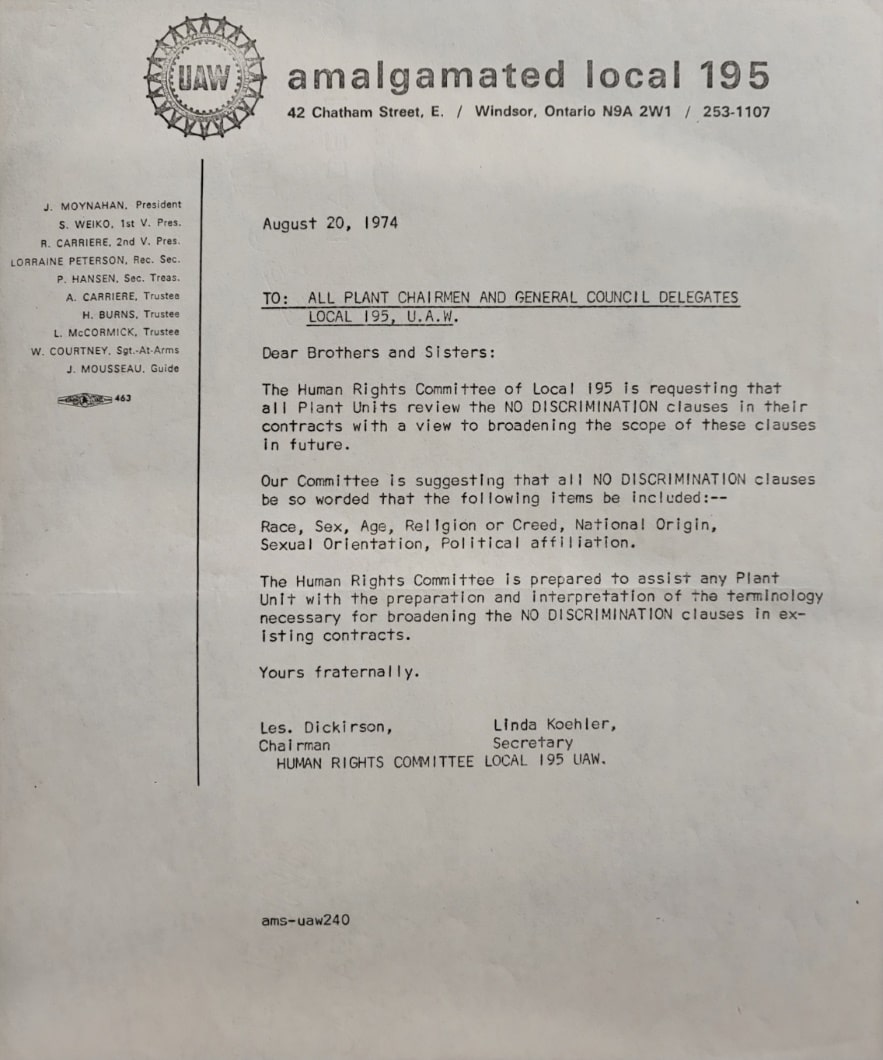 UAW
amalgamated local 195
42 Chatham Street, E. / Windsor, Ontario N9A 2W1 / 253-1107
J. MOYNAHAN, President
S. WEIKO, 1st V. Pres.
R. CARRIERE, 2nd V. Pres.
LORRAINE PETERSON, Rec. Sec.
P. HANSEN, Sec. Treas.
A. CARRIERE, Trustee
H. BURNS, Trustee
L. McCORMICK, Trustee
W. COURTNEY, Sgt.-At-Arms
J. MOUSSEAU, Guide
463
August 20, 1974
TO: ALL PLANT CHAIRMEN AND GENERAL COUNCIL DELEGATES
LOCAL 195, U.A.W.
Dear Brothers and Sisters:
The Human Rights Committee of Local 195 is requesting that
all Plant Units review the NO DISCRIMINATION clauses in their
contracts with a view to broadening the scope of these clauses
in future.
Our Committee is suggesting that all NO DISCRIMINATION clauses
be so worded that the following items be included:--
Race, Sex, Age, Religion or Creed, National Origin,
Sexual Orientation, Political affiliation.
The Human Rights Committee is prepared to assist any Plant
Unit with the preparation and interpretation of the terminology
necessary for broadening the NO DISCRIMINATION clauses in ex-
isting contracts.
Yours fraternally.
Les. Dickirson, Linda Koehler,
Chairman Secretary
HUMAN RIGHTS COMMITTEE LOCAL 195 UAW.
ams-uaw240